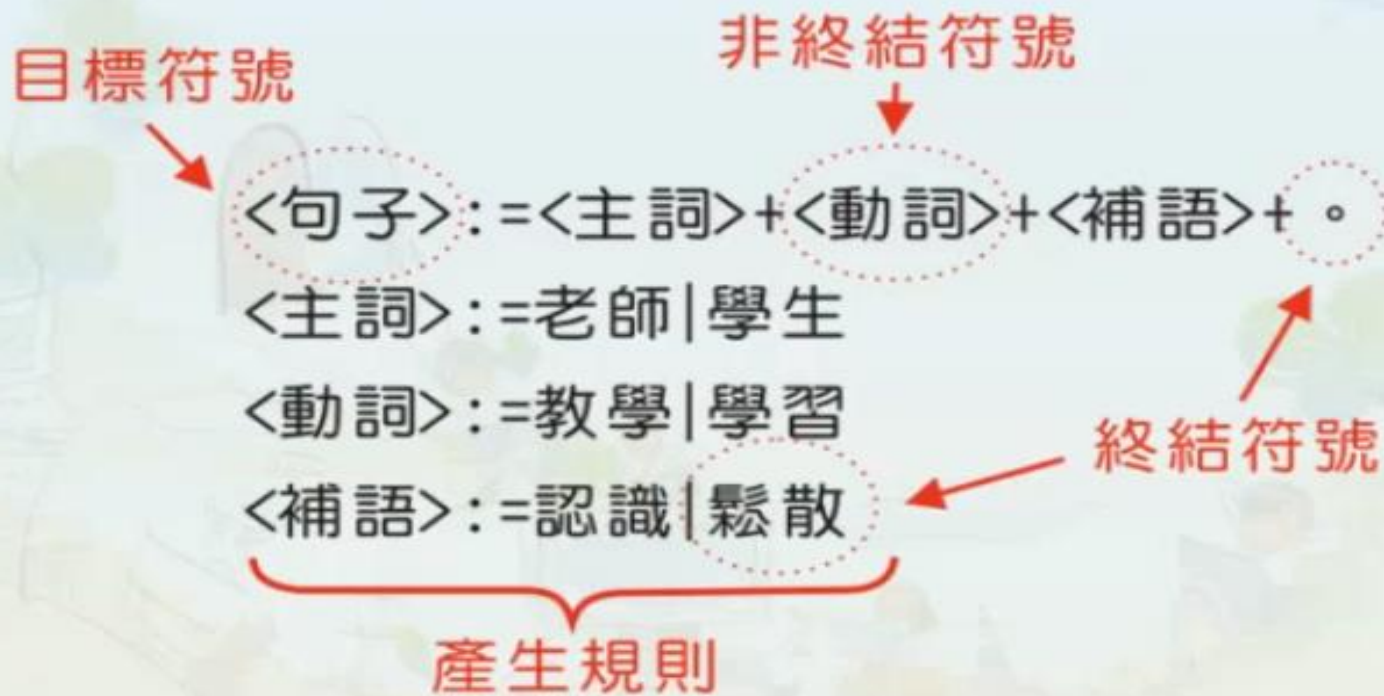 目標符號
非終結符號
<句子>:=<主詞>+<動詞>+<補語>+。
<主詞>:=老師|學生
<動詞>:=教學|學習
<補語>:=認識|鬆散
終結符號
產生規則